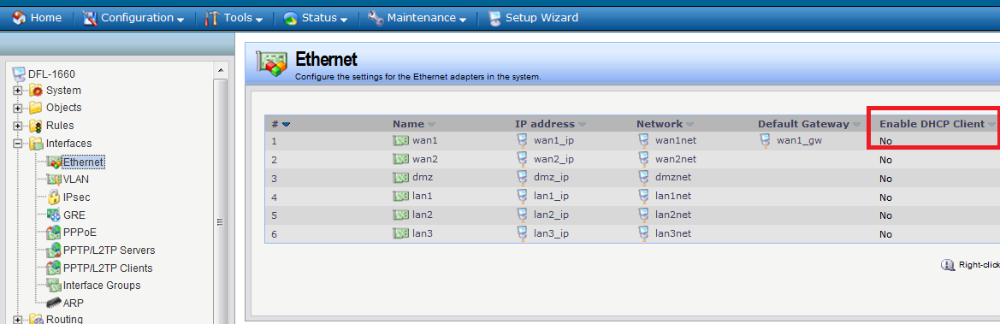 Home Configuration Tools Status Maintenance Setup Wizard
DFL-1660
System
Objects
Rules
Interfaces
Ethernet
VLAN
IPsec
GRE
PPPoE
PPTP/L2TP Servers
PPTP/L2TP Clients
Interface Groups
ARP
Routing
Ethernet
Configure the settings for the Ethernet adapters in the system.
# Name IP address Network Default Gateway Enable DHCP Client
1 wan1 wan1_ip wan1net wan1_gw No
2 wan2 wan2_ip wan2net No
3 dmz dmz_ip dmznet No
4 lan1 lan1_ip lan1net No
5 lan2 lan2_ip lan2net No
6 lan3 lan3_ip lan3net No
Right-click